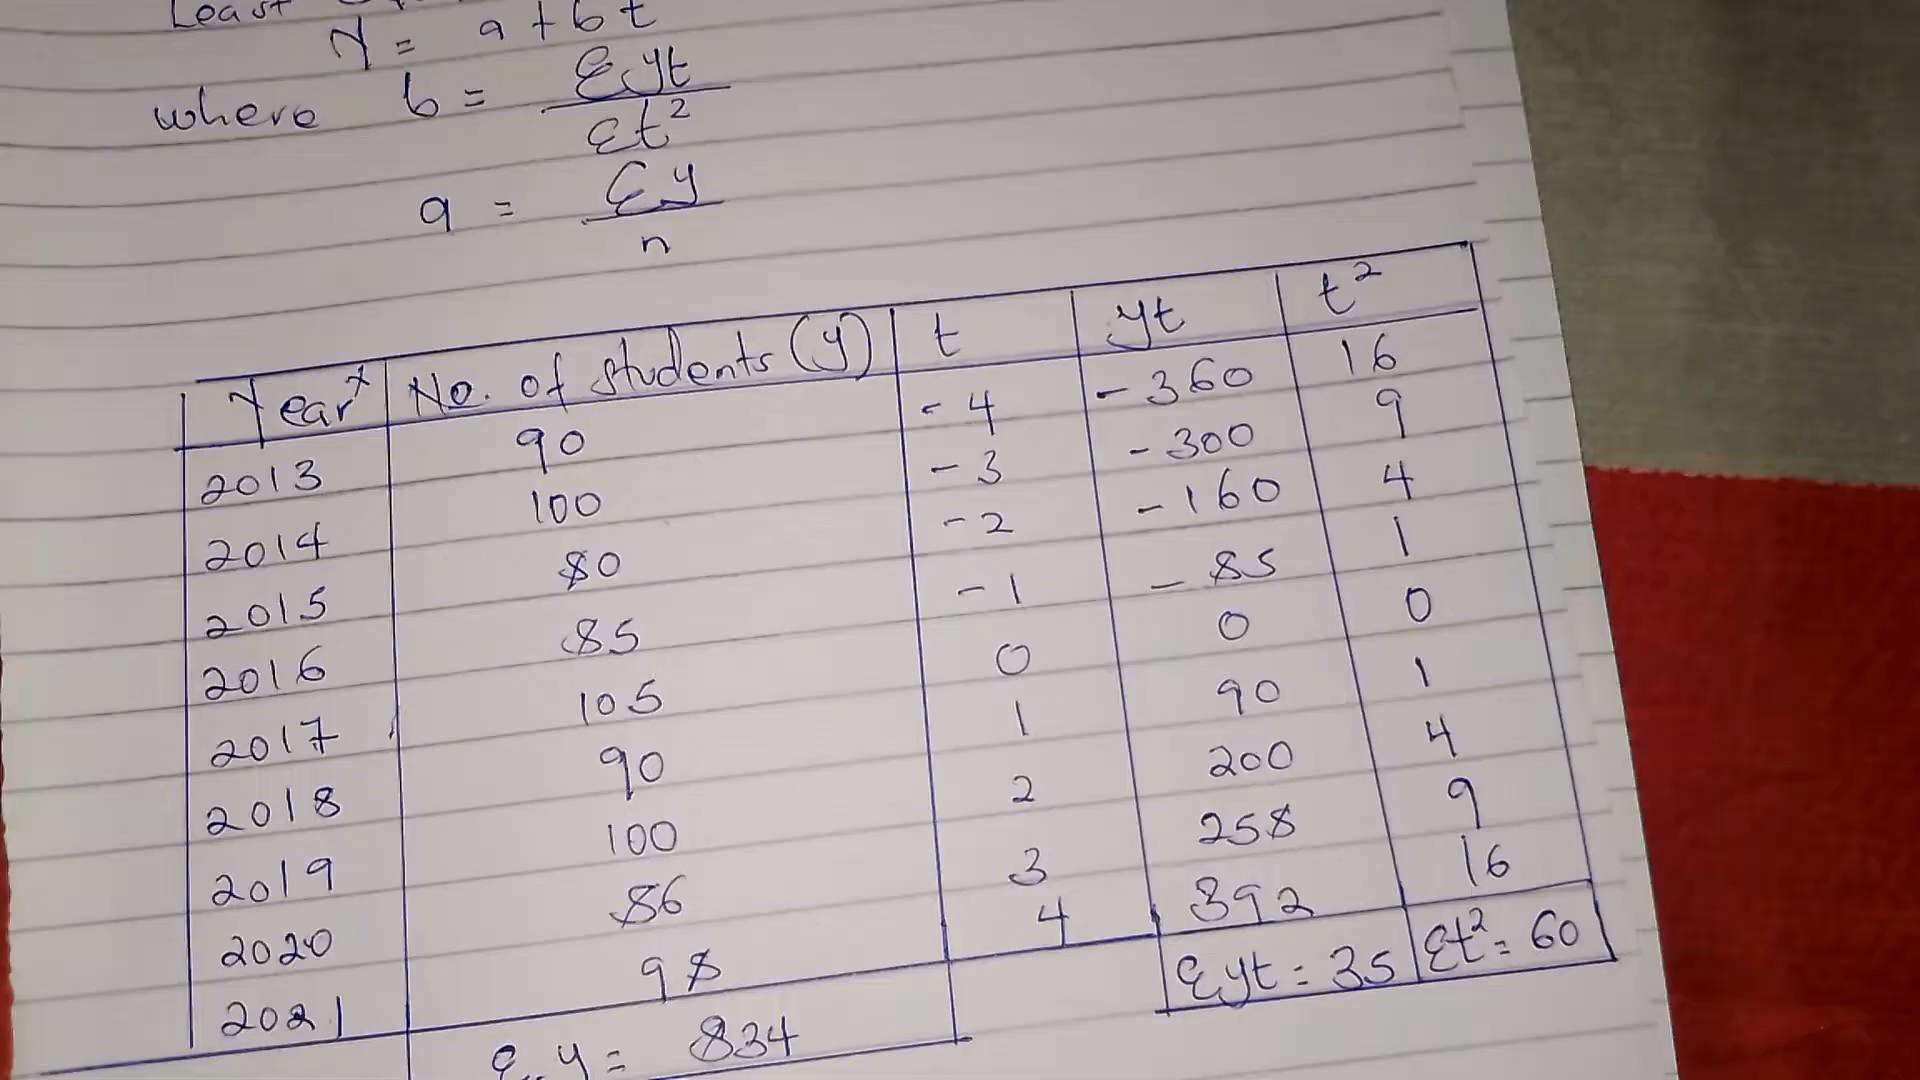 Least
Y = a + bt
where b = Σyt / Σt²
a = Σy / n
Year x No. of students (y) t yt t²
2013 90 -4 -360 16
2014 100 -3 -300 9
2015 80 -2 -160 4
2016 85 -1 -85 1
2017 105 0 0 0
2018 90 1 90 1
2019 100 2 200 4
2020 86 3 258 9
2021 98 4 392 16
Σy = 834 Σyt = 35 Σt² = 60